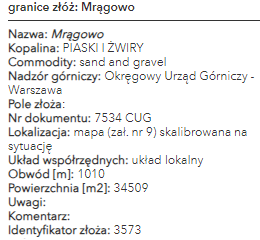 granice złóż: Mrągowo
Nazwa: Mrągowo
Kopalina: PIASKI I ŻWIRY
Commodity: sand and gravel
Nadzór górniczy: Okręgowy Urząd Górniczy -
Warszawa
Pole złoża:
Nr dokumentu: 7534 CUG
Lokalizacja: mapa (zał. nr 9) skalibrowana na
sytuację
Układ współrzędnych: układ lokalny
Obwód [m]: 1010
Powierzchnia [m2]: 34509
Uwagi:
Komentarz:
Identyfikator złoża: 3573